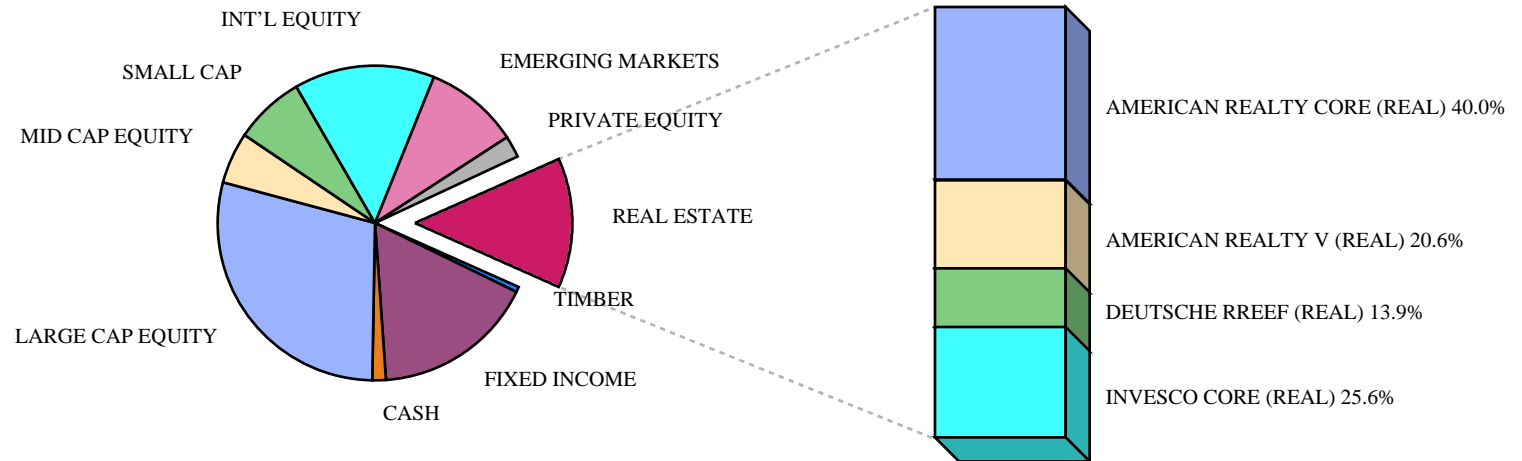 INT'L EQUITY
SMALL CAP
EMERGING MARKETS
MID CAP EQUITY
PRIVATE EQUITY
REAL ESTATE
TIMBER
LARGE CAP EQUITY
FIXED INCOME
CASH
AMERICAN REALTY CORE (REAL) 40.0%
AMERICAN REALTY V (REAL) 20.6%
DEUTSCHE RREEF (REAL) 13.9%
INVESCO CORE (REAL) 25.6%